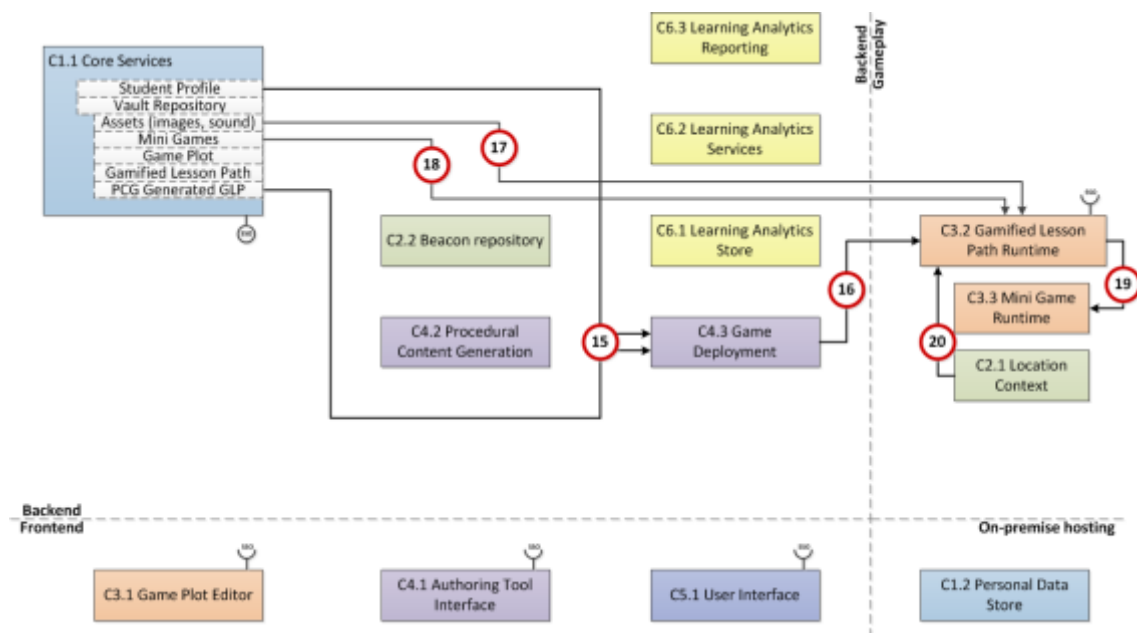 C6.3 Learning Analytics
Reporting
Backend
Gameplay
C1.1 Core Services
Student Profile
Vault Repository
Assets (images, sound)
Mini Games
Game Plot
Gamified Lesson Path
PCG Generated GLP
17
18
C6.2 Learning Analytics
Services
C2.2 Beacon repository
C6.1 Learning Analytics
Store
C3.2 Gamified Lesson
Path Runtime
16
19
C3.3 Mini Game
Runtime
C4.2 Procedural
Content Generation
15
C4.3 Game
Deployment
20
C2.1 Location
Context
Backend
Frontend
On-premise hosting
C3.1 Game Plot Editor
C4.1 Authoring Tool
Interface
C5.1 User Interface
C1.2 Personal Data
Store